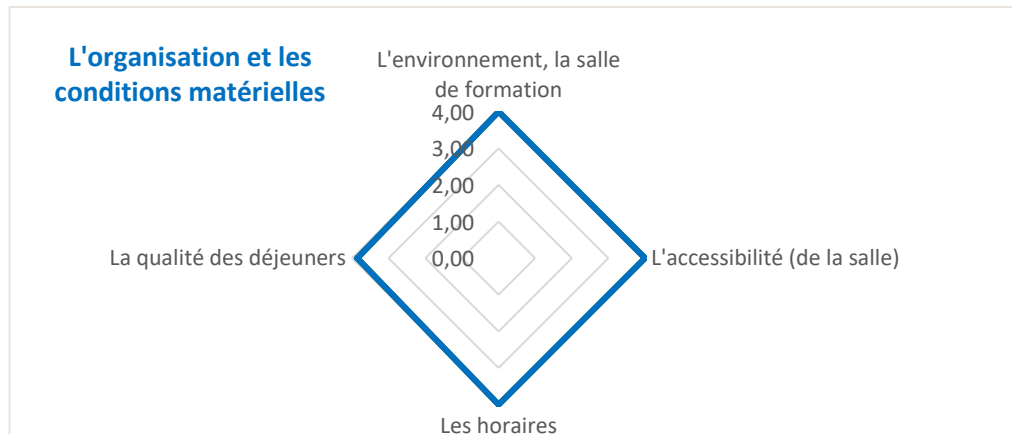 L'organisation et les
conditions matérielles
L'environnement, la salle
de formation
4,00
3,00
2,00
1,00
0,00
La qualité des déjeuners
L'accessibilité (de la salle)
Les horaires